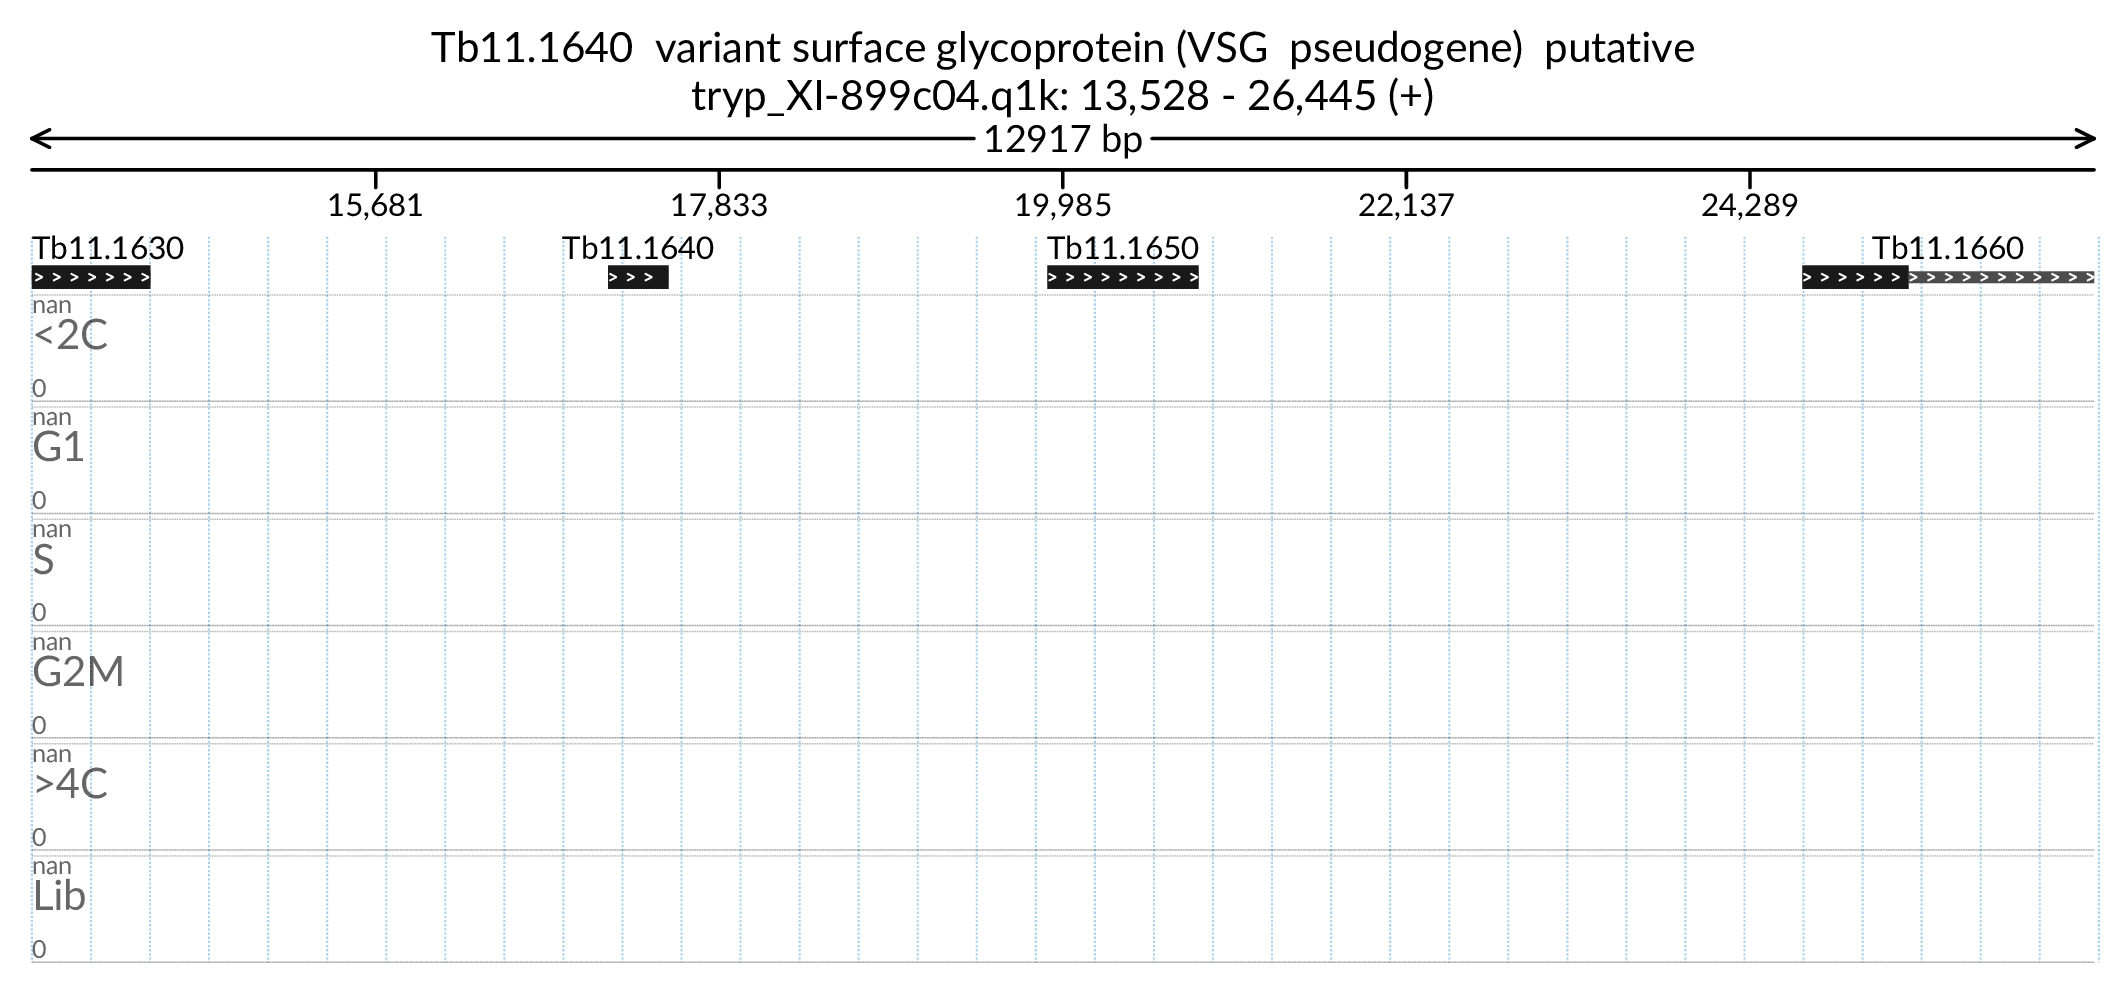 Tb11.1640 variant surface glycoprotein (VSG pseudogene) putative
tryp_XI-899c04.q1k: 13,528 - 26,445 (+)
12917 bp
15,681 17,833 19,985 22,137 24,289
Tb11.1630 Tb11.1640 Tb11.1650 Tb11.1660
nan
<2C
0
nan
G1
0
nan
S
0
nan
G2M
0
nan
>4C
0
nan
Lib
0